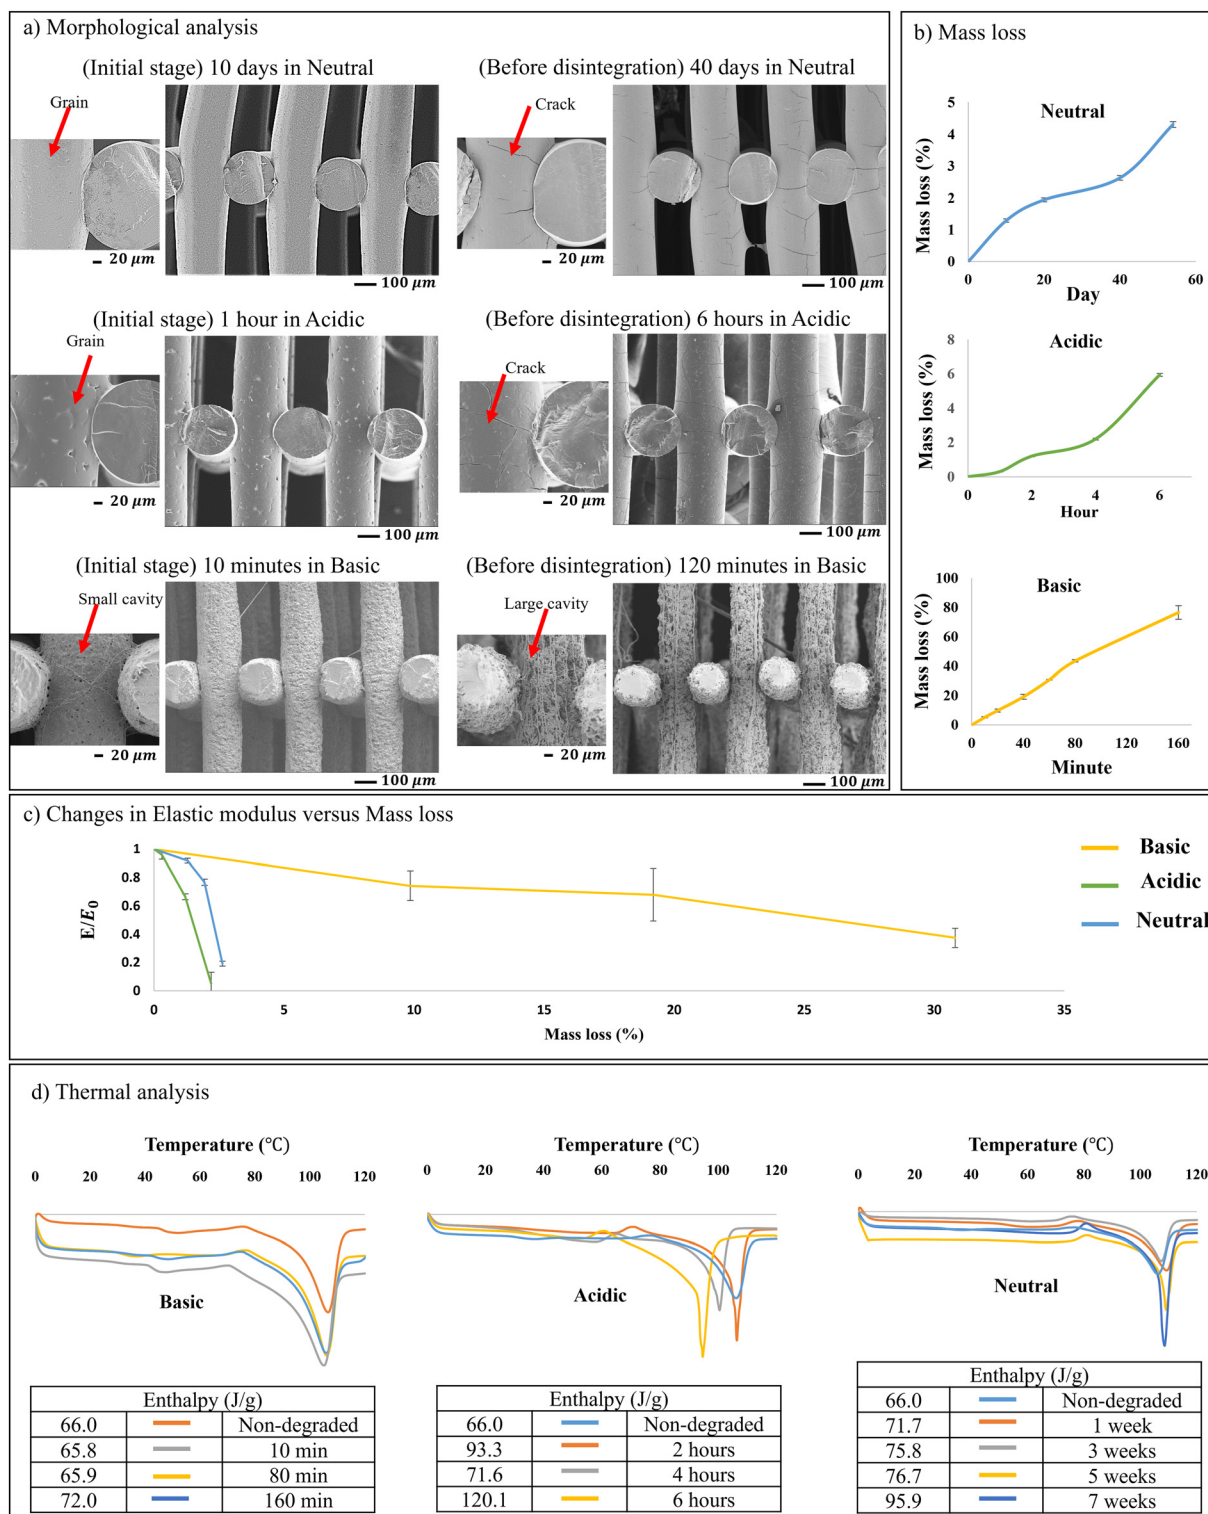 a) Morphological analysis
(Initial stage) 10 days in Neutral
Grain
20 μm
100 μm
(Before disintegration) 40 days in Neutral
Crack
20 μm
100 μm
(Initial stage) 1 hour in Acidic
Grain
20 μm
100 μm
(Before disintegration) 6 hours in Acidic
Crack
20 μm
100 μm
(Initial stage) 10 minutes in Basic
Small cavity
20 μm
100 μm
(Before disintegration) 120 minutes in Basic
Large cavity
20 μm
100 μm
b) Mass loss
Neutral
Mass loss (%)
5
4
3
2
1
0
0 20 40 60
Day
Acidic
Mass loss (%)
8
6
4
2
0
0 2 4 6
Hour
Basic
Mass loss (%)
100
80
60
40
20
0
0 40 80 120 160
Minute
c) Changes in Elastic modulus versus Mass loss
E/E0
1
0.8
0.6
0.4
0.2
0
0 5 10 15 20 25 30 35
Mass loss (%)
Basic
Acidic
Neutral
d) Thermal analysis
Temperature (℃)
0 20 40 60 80 100 120
Basic
Enthalpy (J/g)
66.0 Non-degraded
65.8 10 min
65.9 80 min
72.0 160 min
Temperature (℃)
0 20 40 60 80 100 120
Acidic
Enthalpy (J/g)
66.0 Non-degraded
93.3 2 hours
71.6 4 hours
120.1 6 hours
Temperature (℃)
0 20 40 60 80 100 120
Neutral
Enthalpy (J/g)
66.0 Non-degraded
71.7 1 week
75.8 3 weeks
76.7 5 weeks
95.9 7 weeks